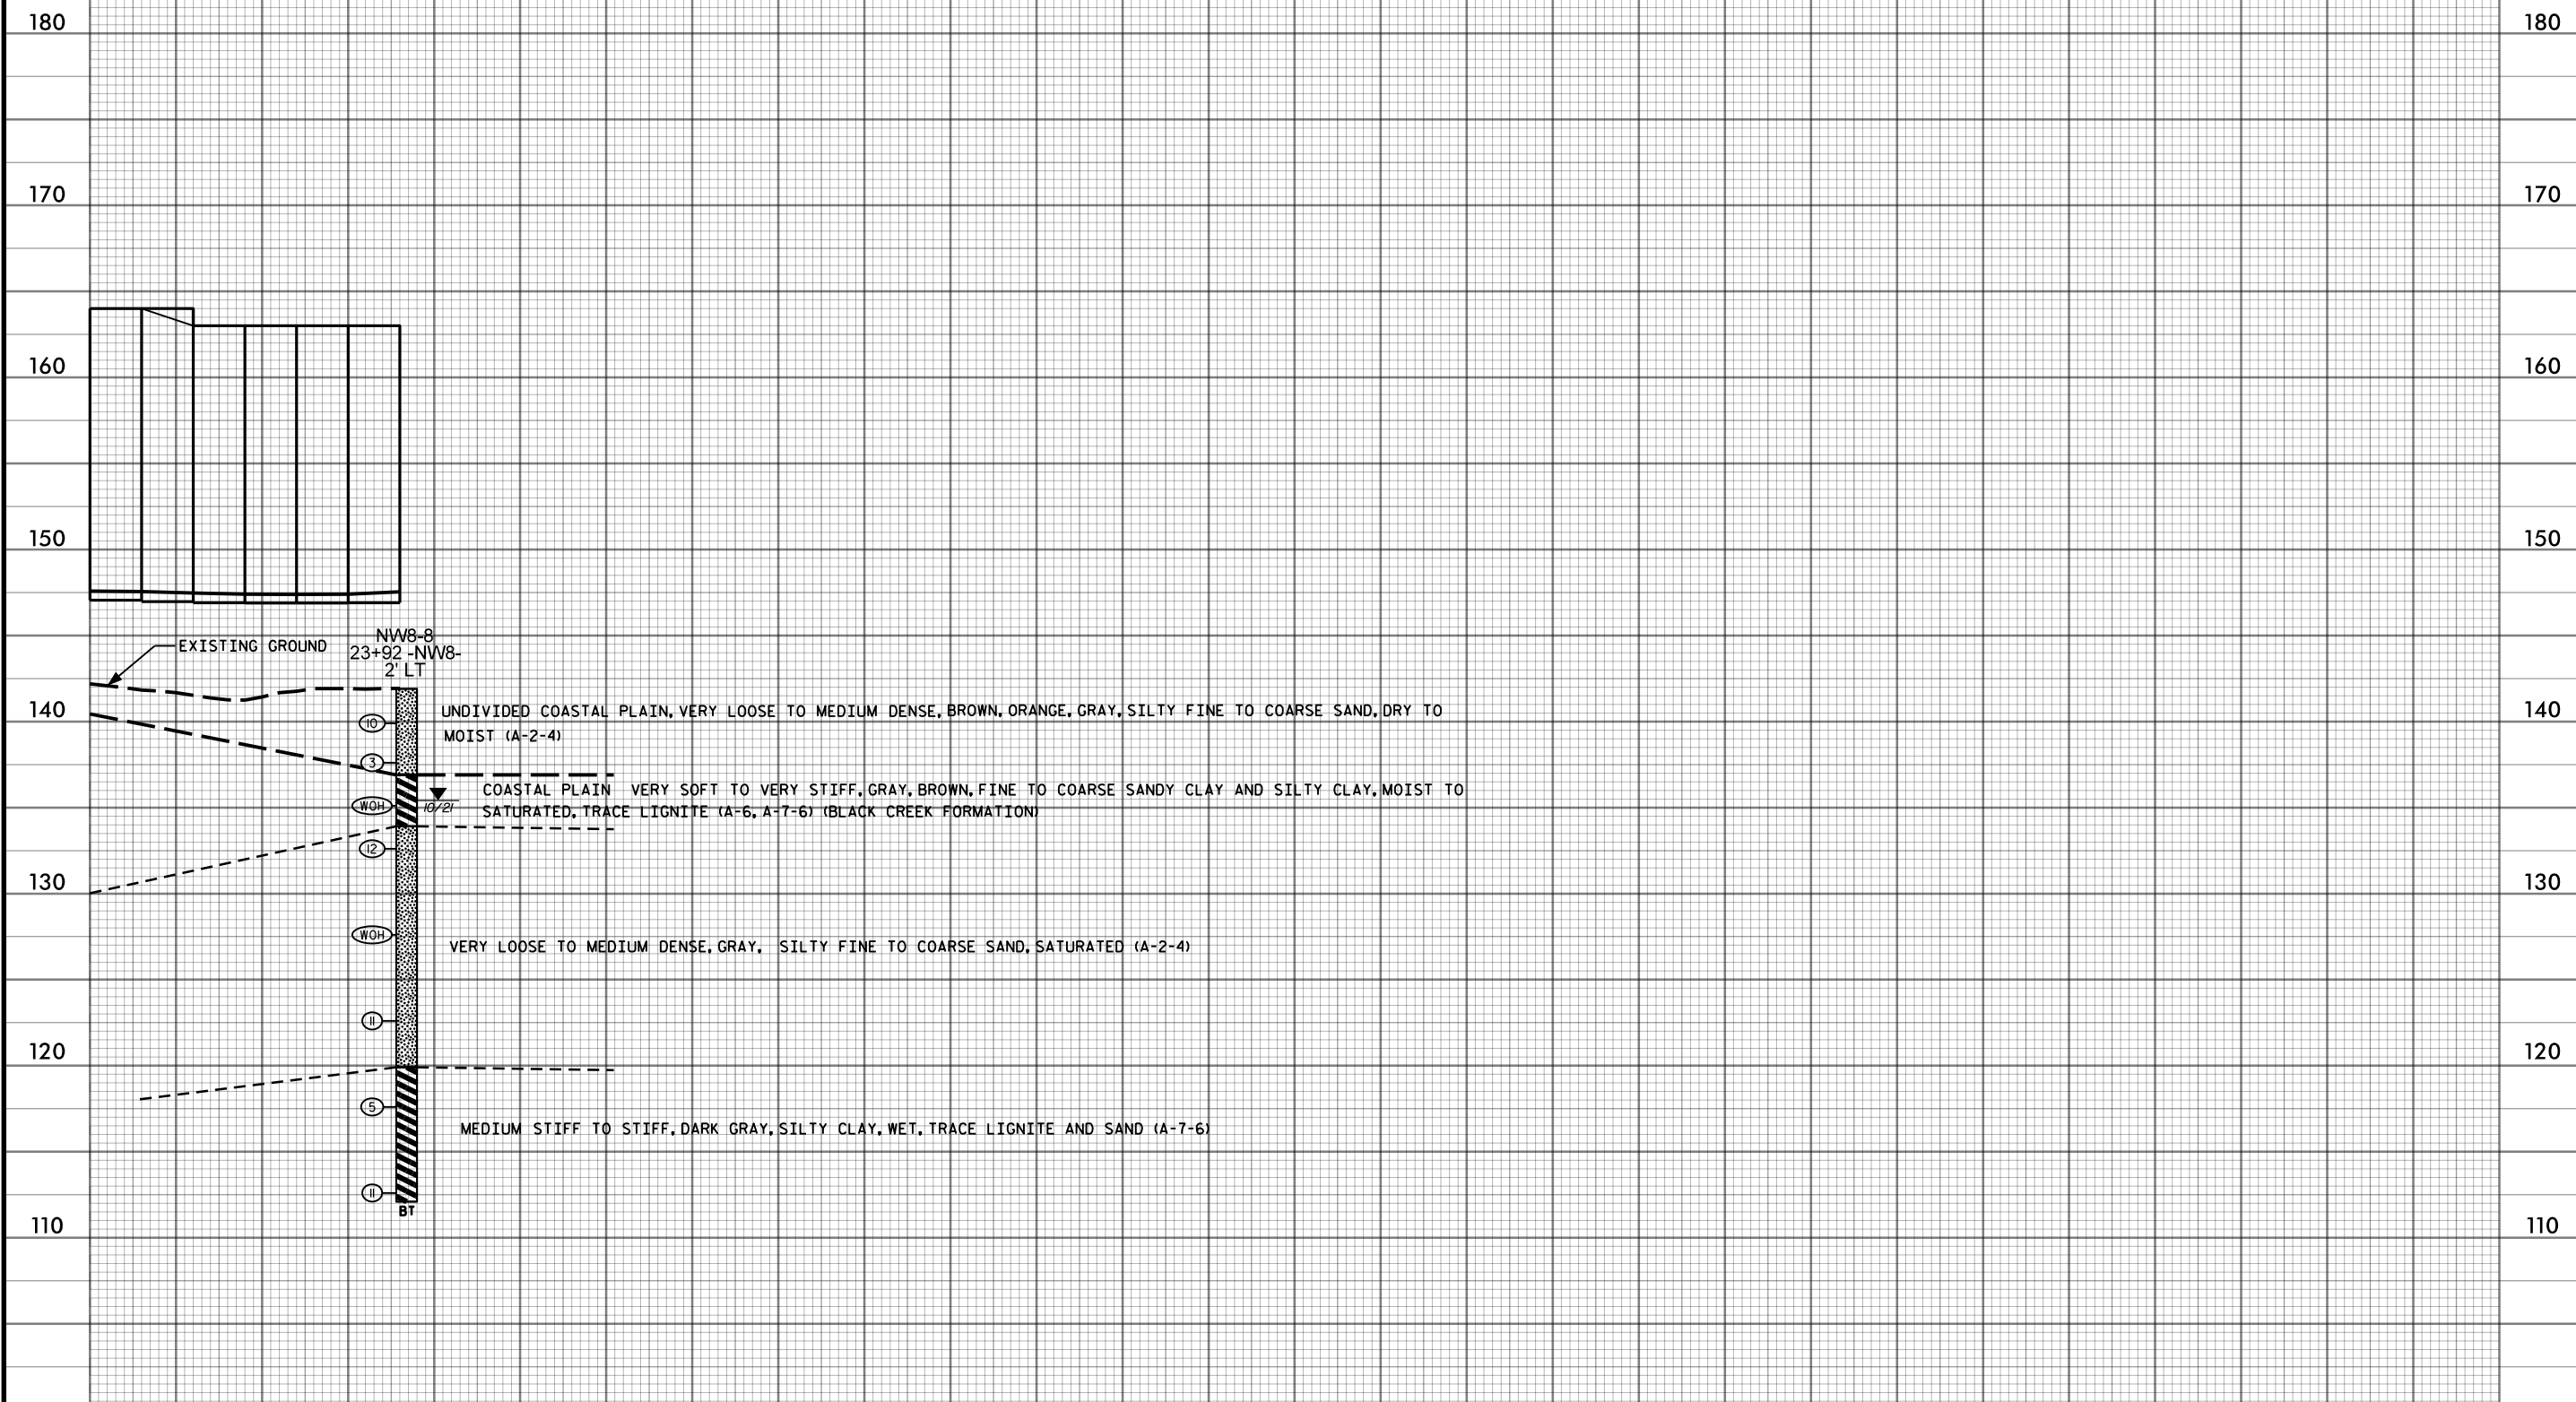 180 180
170 170
160 160
150 150
NW8-8
EXISTING GROUND 23+92 -NW8-
2' LT
140 140
10 UNDIVIDED COASTAL PLAIN, VERY LOOSE TO MEDIUM DENSE, BROWN, ORANGE, GRAY, SILTY FINE TO COARSE SAND, DRY TO
MOIST (A-2-4)
3
COASTAL PLAIN VERY SOFT TO VERY STIFF, GRAY, BROWN, FINE TO COARSE SANDY CLAY AND SILTY CLAY, MOIST TO
WOH 10/21 SATURATED, TRACE LIGNITE (A-6, A-7-6) (BLACK CREEK FORMATION)
12
130 130
WOH
VERY LOOSE TO MEDIUM DENSE, GRAY, SILTY FINE TO COARSE SAND, SATURATED (A-2-4)
11
120 120
5
MEDIUM STIFF TO STIFF, DARK GRAY, SILTY CLAY, WET, TRACE LIGNITE AND SAND (A-7-6)
11
BT
110 110